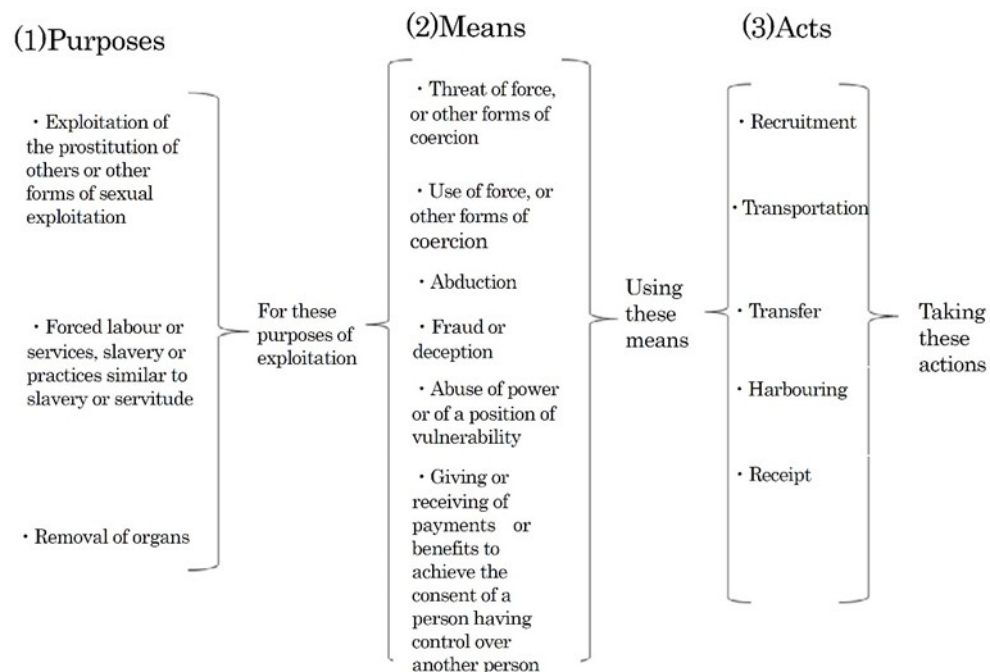 (1)Purposes
・Exploitation of
the prostitution of
others or other
forms of sexual
exploitation
・Forced labour or
services, slavery or
practices similar to
slavery or servitude
・Removal of organs
For these
purposes of
exploitation
(2)Means
・Threat of force,
or other forms of
coercion
・Use of force, or
other forms of
coercion
・Abduction
・Fraud or
deception
・Abuse of power
or of a position of
vulnerability
・Giving or
receiving of
payments or
benefits to
achieve the
consent of a
person having
control over
another person
Using
these
means
(3)Acts
・Recruitment
・Transportation
・Transfer
・Harbouring
・Receipt
Taking
these
actions